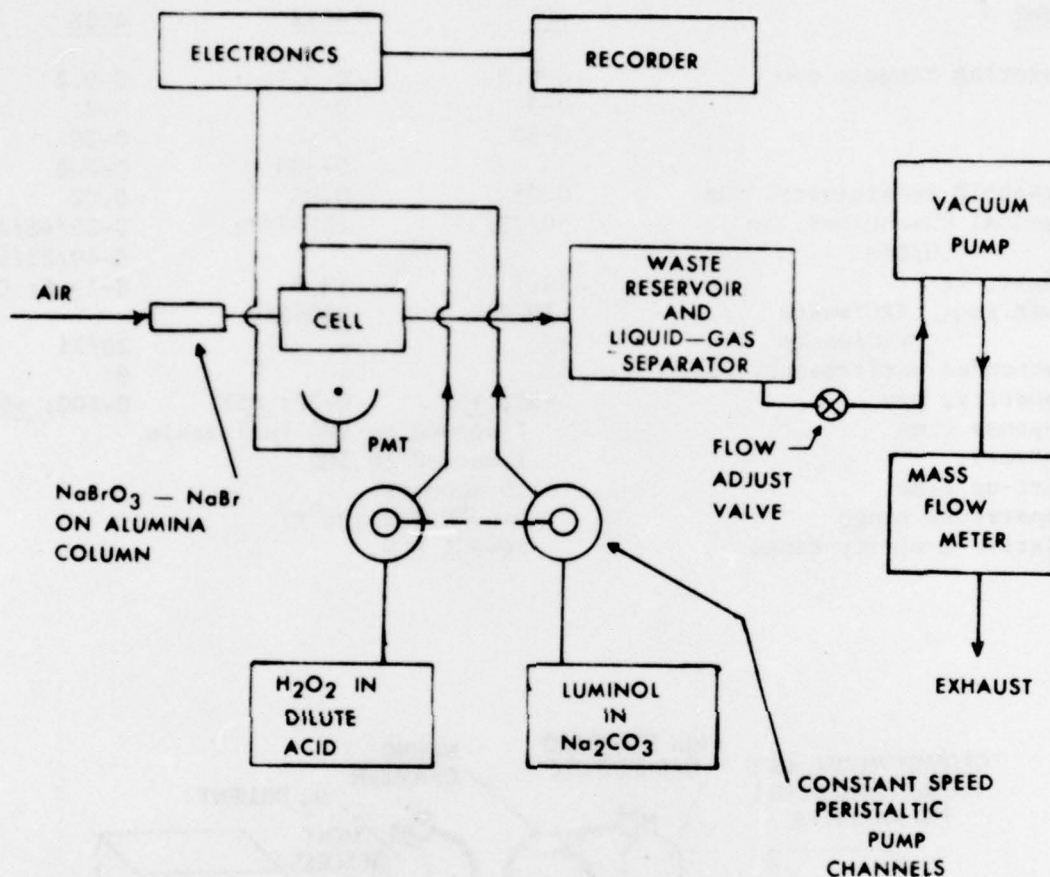 ELECTRONICS
RECORDER
VACUUM
PUMP
WASTE
RESERVOIR
AND
LIQUID—GAS
SEPARATOR
AIR
CELL
PMT
FLOW
ADJUST
VALVE
MASS
FLOW
METER
NaBrO₃ — NaBr
ON ALUMINA
COLUMN
H₂O₂ IN
DILUTE
ACID
LUMINOL
IN
Na₂CO₃
EXHAUST
CONSTANT SPEED
PERISTALTIC
PUMP
CHANNELS